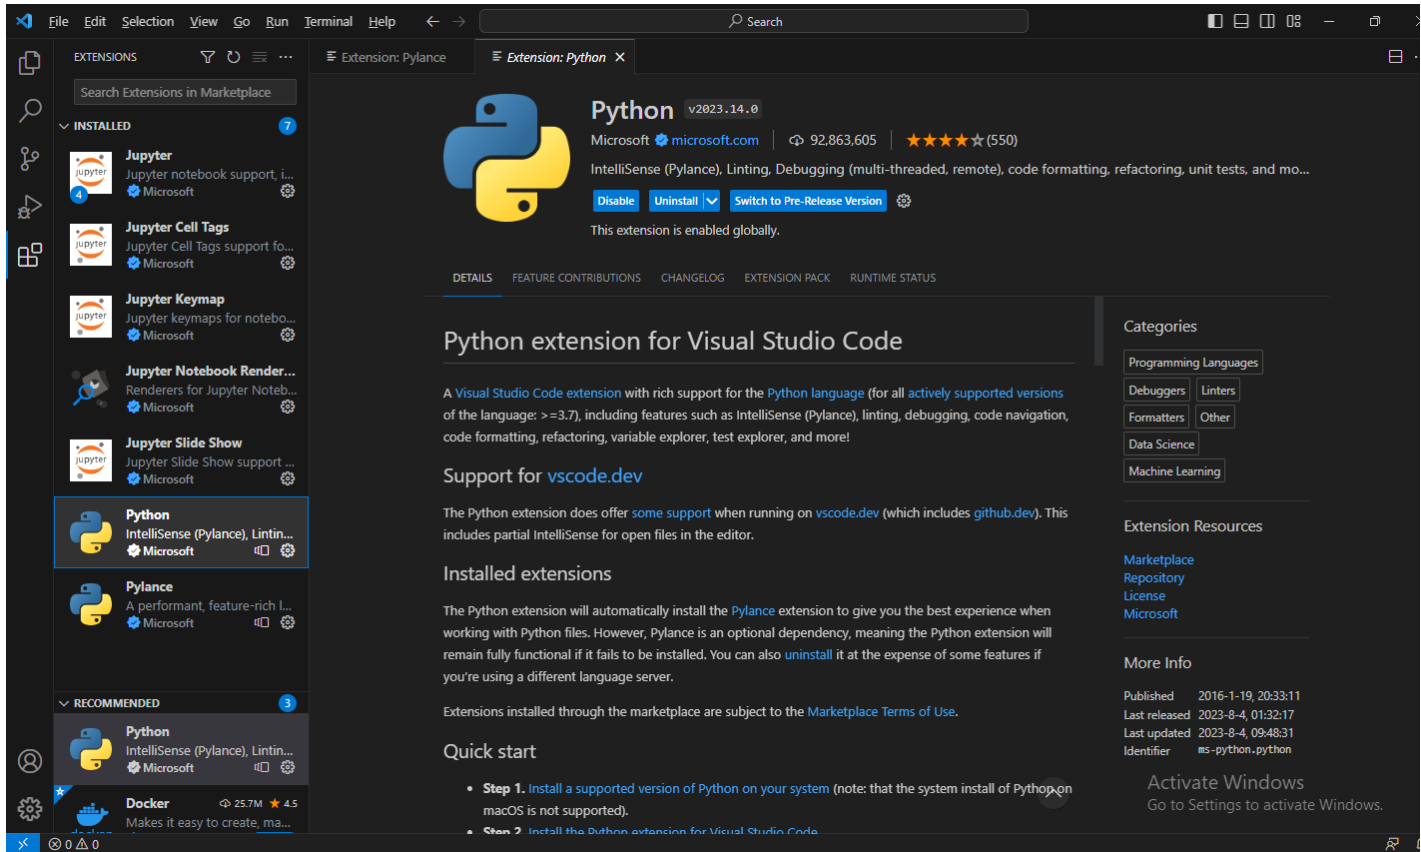 File Edit Selection View Go Run Terminal Help
Search
EXTENSIONS
Search Extensions in Marketplace
INSTALLED 7
jupyter
4
Jupyter
Jupyter notebook support, i...
Microsoft
jupyter
Jupyter Cell Tags
Jupyter Cell Tags support fo...
Microsoft
jupyter
Jupyter Keymap
Jupyter keymaps for notebo...
Microsoft
Jupyter Notebook Render...
Renderers for Jupyter Noteb...
Microsoft
jupyter
Jupyter Slide Show
Jupyter Slide Show support ...
Microsoft
Python
IntelliSense (Pylance), Lintin...
Microsoft
Pylance
A performant, feature-rich l...
Microsoft
RECOMMENDED 3
Python
IntelliSense (Pylance), Lintin...
Microsoft
Docker 25.7M ★ 4.5
Makes it easy to create, ma...
Extension: Pylance
Extension: Python
Python v2023.14.0
Microsoft microsoft.com 92,863,605 ★★★★☆(550)
IntelliSense (Pylance), Linting, Debugging (multi-threaded, remote), code formatting, refactoring, unit tests, and mo...
Disable Uninstall Switch to Pre-Release Version
This extension is enabled globally.
DETAILS FEATURE CONTRIBUTIONS CHANGELOG EXTENSION PACK RUNTIME STATUS
Python extension for Visual Studio Code
A Visual Studio Code extension with rich support for the Python language (for all actively supported versions
of the language: >=3.7), including features such as IntelliSense (Pylance), linting, debugging, code navigation,
code formatting, refactoring, variable explorer, test explorer, and more!
Support for vscode.dev
The Python extension does offer some support when running on vscode.dev (which includes github.dev). This
includes partial IntelliSense for open files in the editor.
Installed extensions
The Python extension will automatically install the Pylance extension to give you the best experience when
working with Python files. However, Pylance is an optional dependency, meaning the Python extension will
remain fully functional if it fails to be installed. You can also uninstall it at the expense of some features if
you're using a different language server.
Extensions installed through the marketplace are subject to the Marketplace Terms of Use.
Quick start
• Step 1. Install a supported version of Python on your system (note: that the system install of Python on
macOS is not supported).
• Step 2. Install the Python extension for Visual Studio Code
Categories
Programming Languages
Debuggers Linters
Formatters Other
Data Science
Machine Learning
Extension Resources
Marketplace
Repository
License
Microsoft
More Info
Published 2016-1-19, 20:33:11
Last released 2023-8-4, 01:32:17
Last updated 2023-8-4, 09:48:31
Identifier ms-python.python
Activate Windows
Go to Settings to activate Windows.
0 0